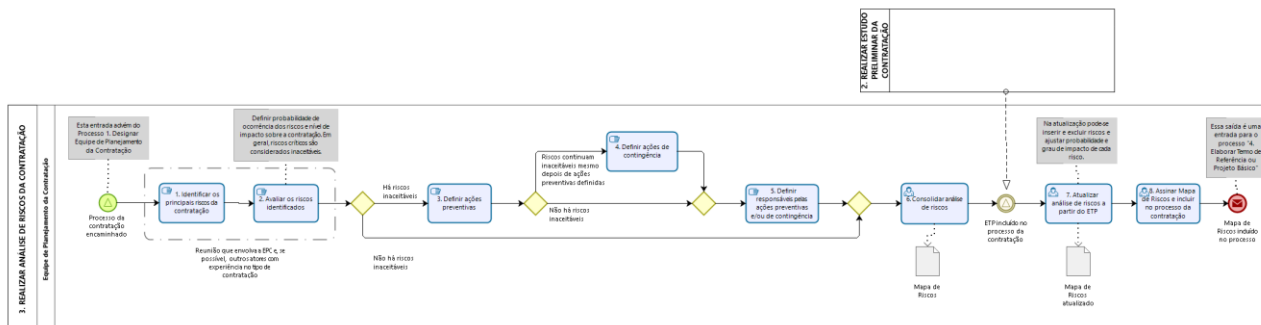 2. REALIZAR ESTUDO
PRELIMINAR DA
CONTRATAÇÃO
3. REALIZAR ANÁLISE DE RISCOS DA CONTRATAÇÃO
Equipe de Planejamento da Contratação
Esta entrada advém do
Processo 1. Designar
Equipe de Planejamento
da Contratação
Processo da
contratação
encaminhado
1. Identificar os
principais riscos da
contratação
Definir probabilidade de
ocorrência dos riscos e nível de
impacto sobre a contratação. Em
geral, riscos críticos são
considerados inaceitáveis.
2. Avaliar os riscos
identificados
Reunião que envolva a EPC e, se
possível, outros atores com
experiência no tipo de
contratação
Há riscos
inaceitáveis
Não há riscos
inaceitáveis
3. Definir ações
preventivas
Riscos continuam
inaceitáveis mesmo
depois de ações
preventivas definidas
Não há riscos
inaceitáveis
4. Definir ações de
contingência
5. Definir
responsáveis pelas
ações preventivas
e/ou de contingência
6. Consolidar análise
de riscos
Mapa de
Riscos
ETP incluído no
processo da
contratação
Na atualização pode-se
inserir e excluir riscos e
ajustar probabilidade e
grau de impacto de cada
risco.
7. Atualizar
análise de riscos a
partir do ETP
Mapa de
Riscos
atualizado
8. Assinar Mapa
de Riscos e incluir
no processo da
contratação
Essa saída é uma
entrada para o
processo "4.
Elaborar Termo de
Referência ou
Projeto Básico"
Mapa de
Riscos incluído
no processo